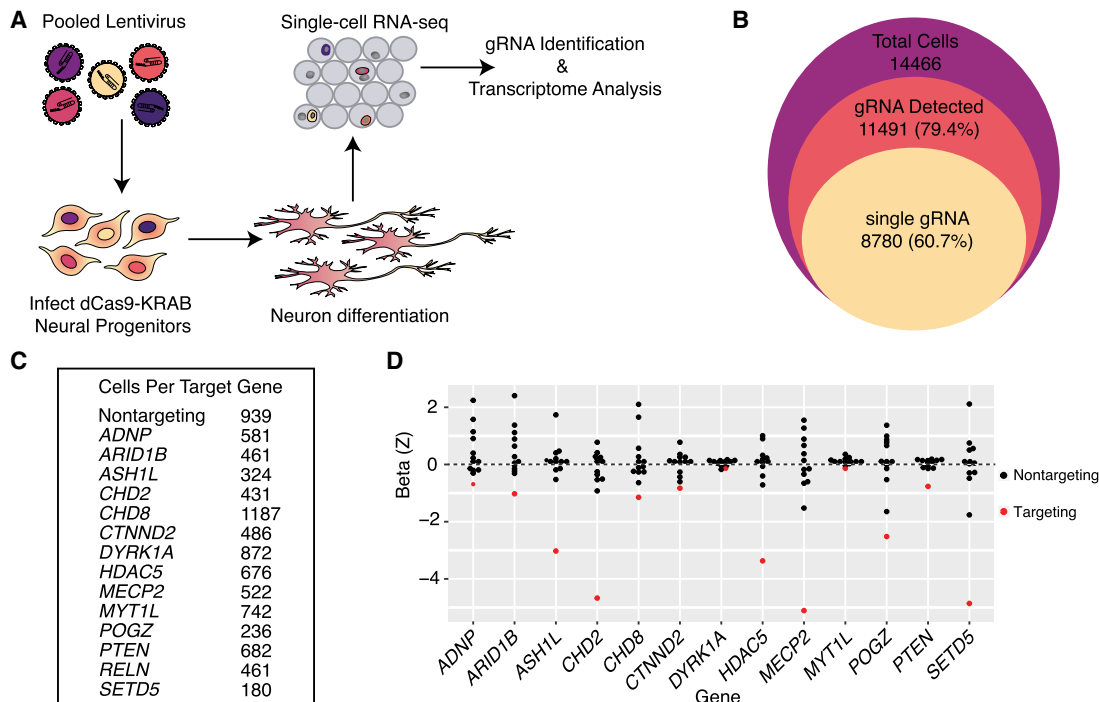 A
Pooled Lentivirus
Single-cell RNA-seq
gRNA Identification
&
Transcriptome Analysis
Infect dCas9-KRAB
Neural Progenitors
Neuron differentiation
B
Total Cells
14466
gRNA Detected
11491 (79.4%)
single gRNA
8780 (60.7%)
C
Cells Per Target Gene
Nontargeting 939
ADNP 581
ARID1B 461
ASH1L 324
CHD2 431
CHD8 1187
CTNND2 486
DYRK1A 872
HDAC5 676
MECP2 522
MYT1L 742
POGZ 236
PTEN 682
RELN 461
SETD5 180
D
Beta (Z)
2
0
−2
−4
ADNP
ARID1B
ASH1L
CHD2
CHD8
CTNND2
DYRK1A
HDAC5
MECP2
MYT1L
POGZ
PTEN
SETD5
Gene
Nontargeting
Targeting